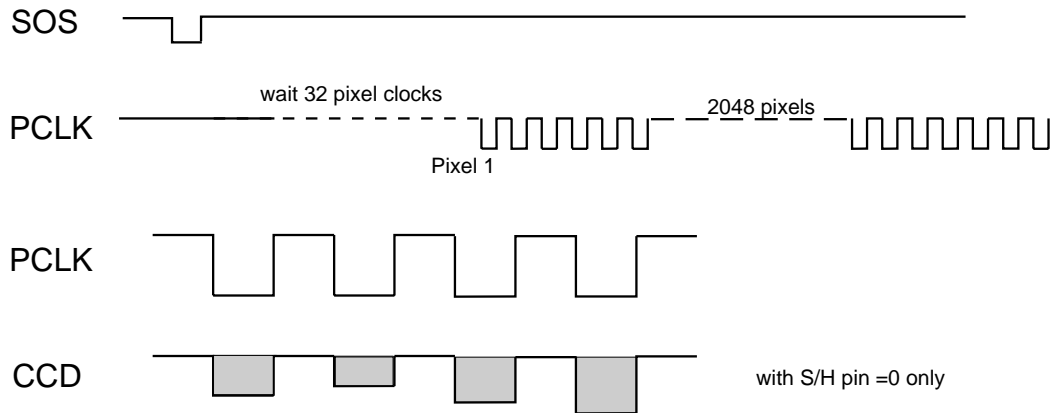 SOS
wait 32 pixel clocks
2048 pixels
PCLK
Pixel 1
PCLK
CCD
with S/H pin =0 only